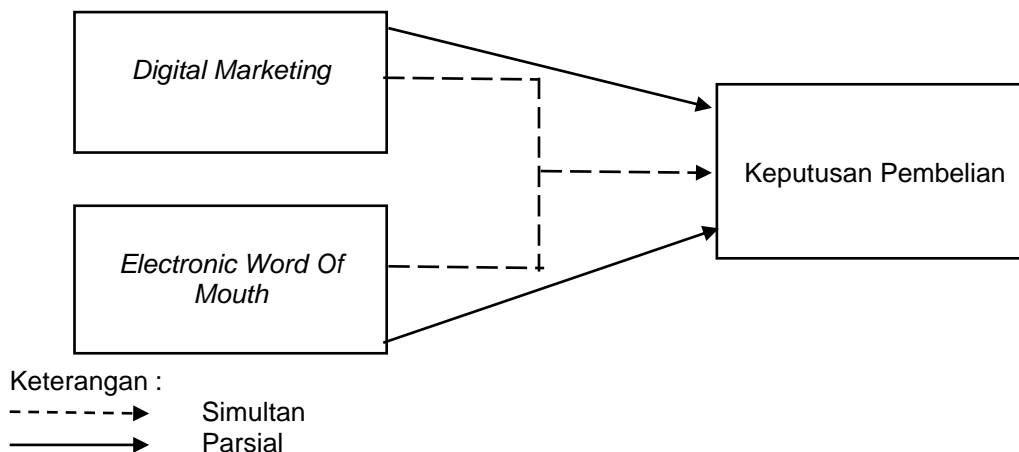 Digital Marketing
Keputusan Pembelian
Electronic Word Of
Mouth
Keterangan :
Simultan
Parsial